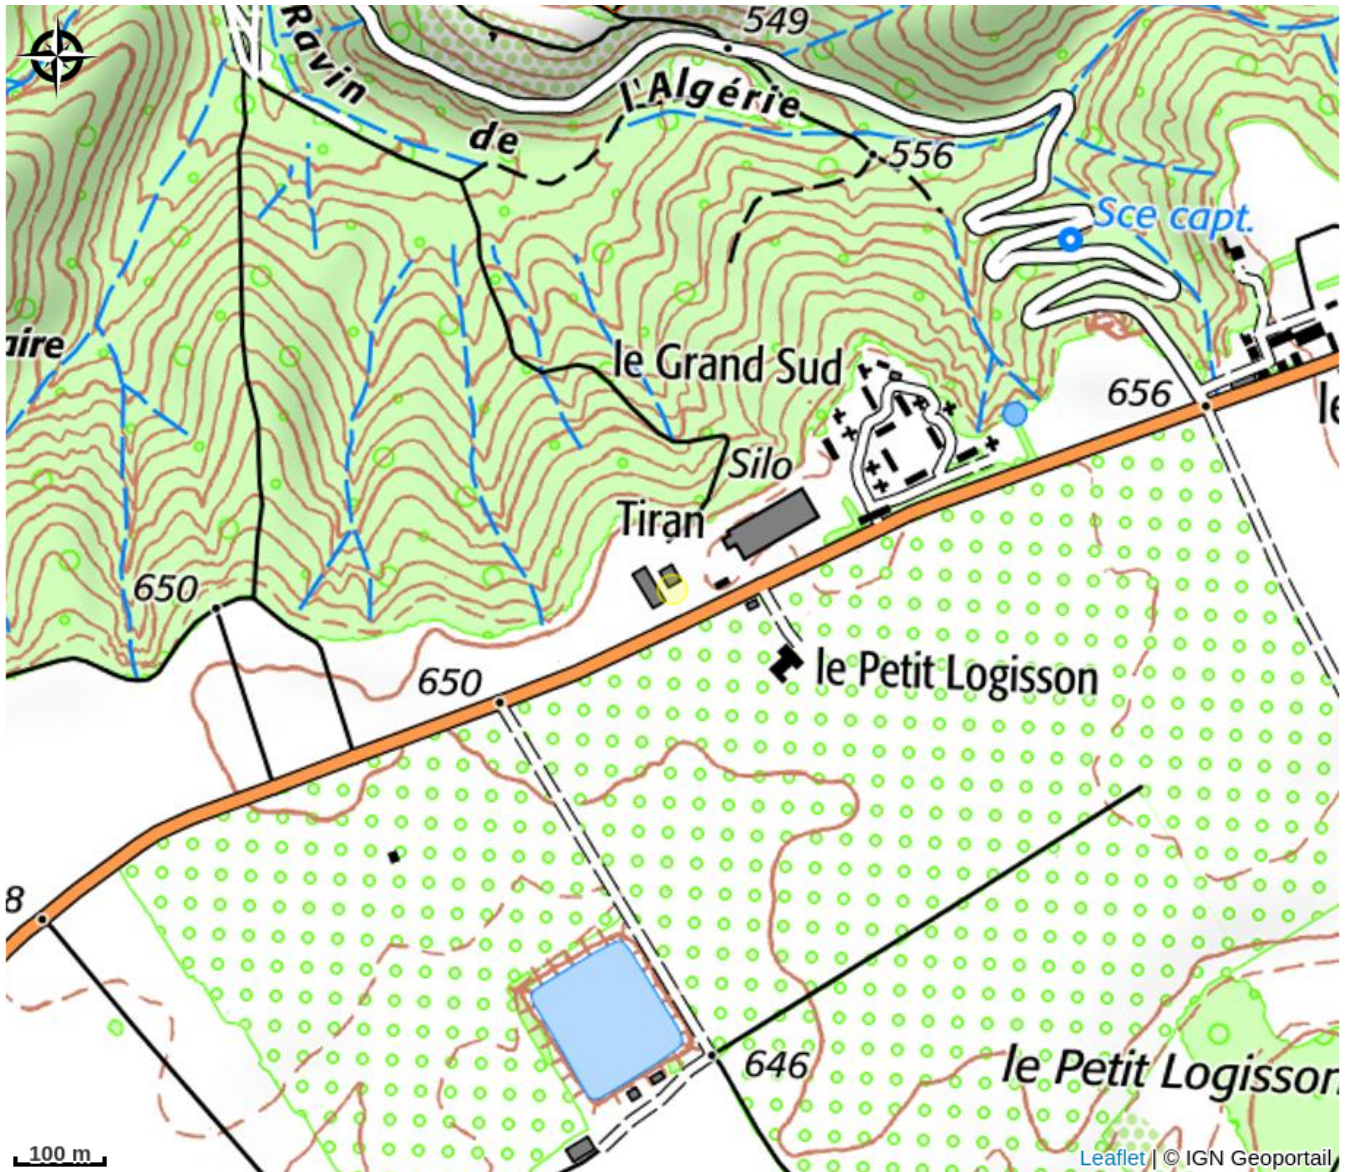 549
Ravin
de
l'Algérie
556
Sce capt.
aire
le Grand Sud
656
le
Silo
Tiran
650
650
le Petit Logisson
8
646
le Petit Logisson
100 m
Leaflet | © IGN Geoportail